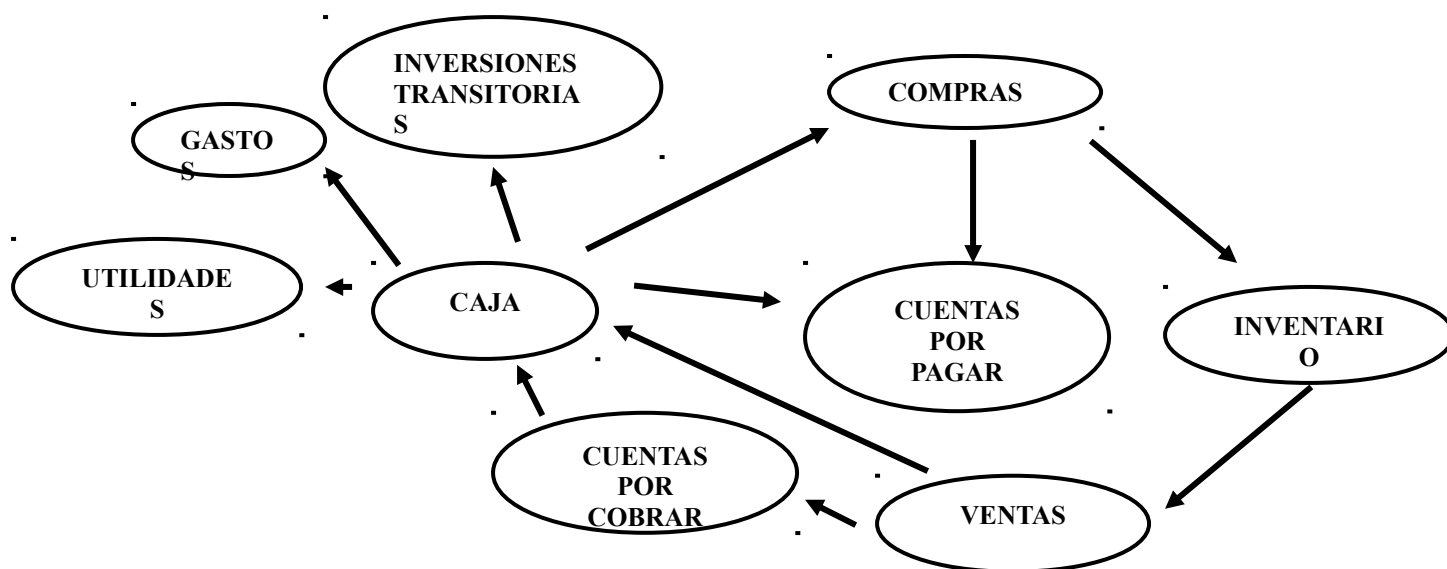 INVERSIONES
TRANSITORIA
S
COMPRAS
GASTO
S
UTILIDADE
S
CAJA
CUENTAS
POR
PAGAR
INVENTARI
O
CUENTAS
POR
COBRAR
VENTAS